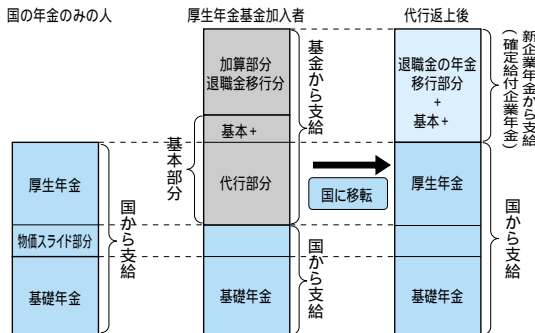 国の年金のみの人
厚生年金
物価スライド部分
基礎年金
国から支給
厚生年金基金加入者
加算部分
退職金移行分
基本+
代行部分
基礎年金
基本部分
基金から支給
国から支給
国に移転
代行返上後
退職金の年金
移行部分
+
基本+
厚生年金
基礎年金
新企業年金から支給
(確定給付企業年金)
国から支給